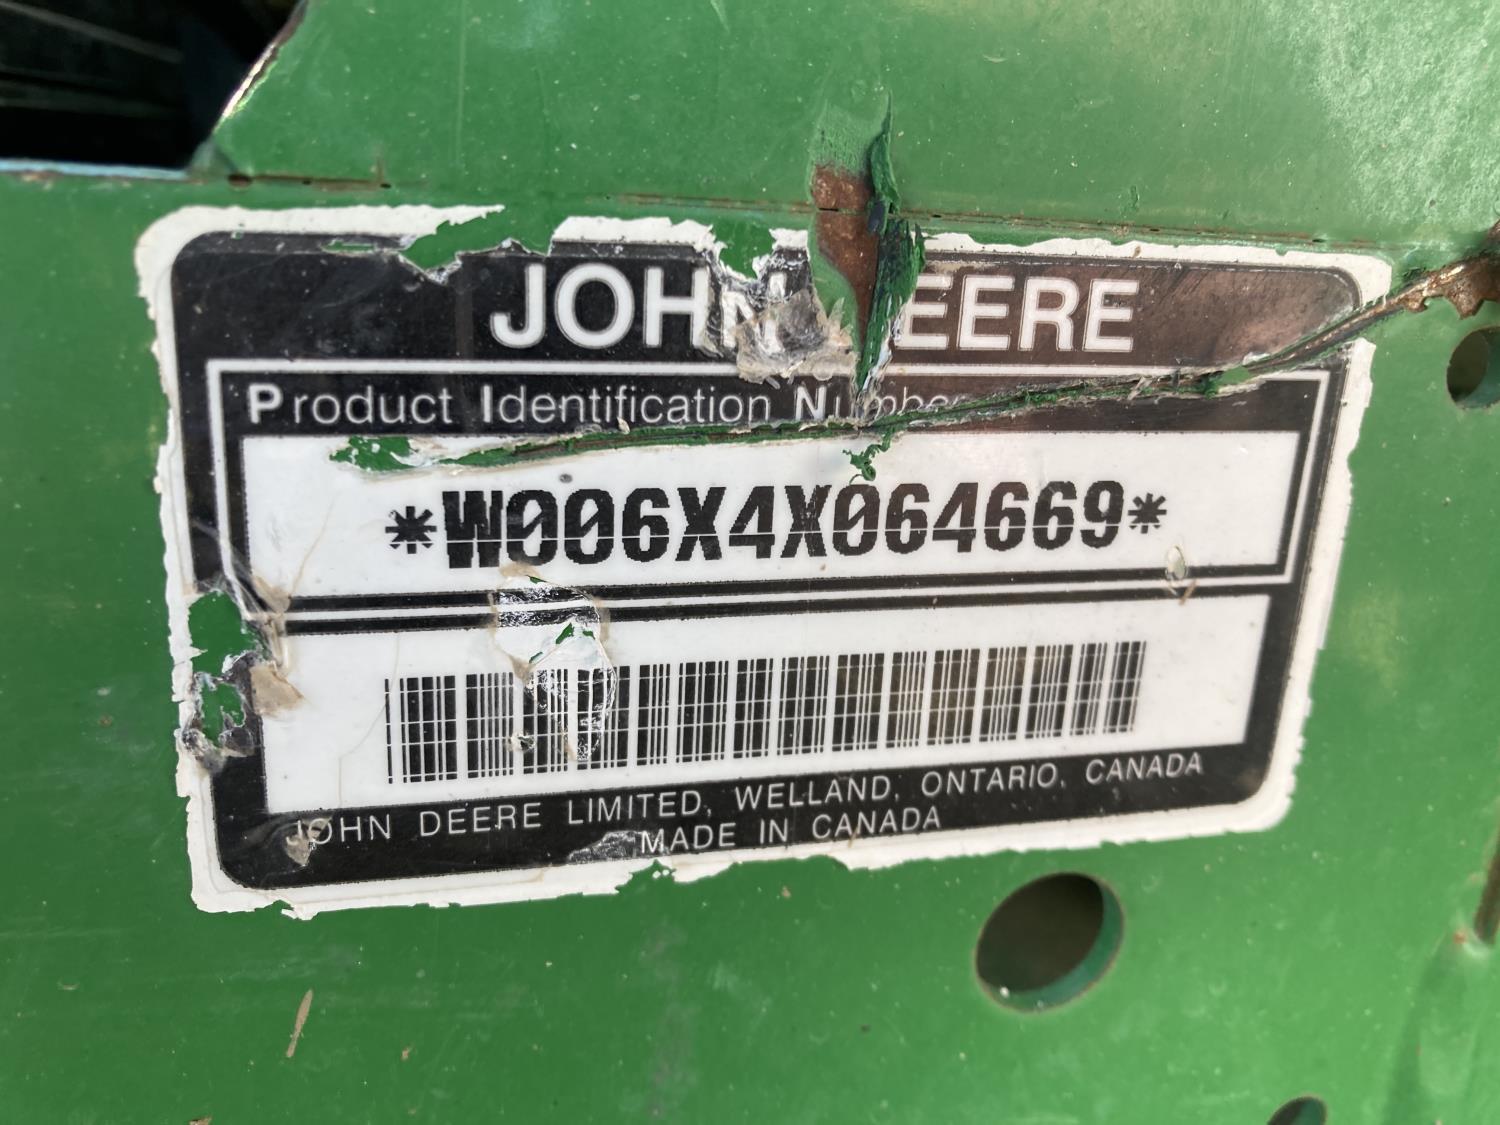 JOHN DEERE
Product Identification Number
*W006X4X064669*
JOHN DEERE LIMITED, WELLAND, ONTARIO, CANADA
MADE IN CANADA